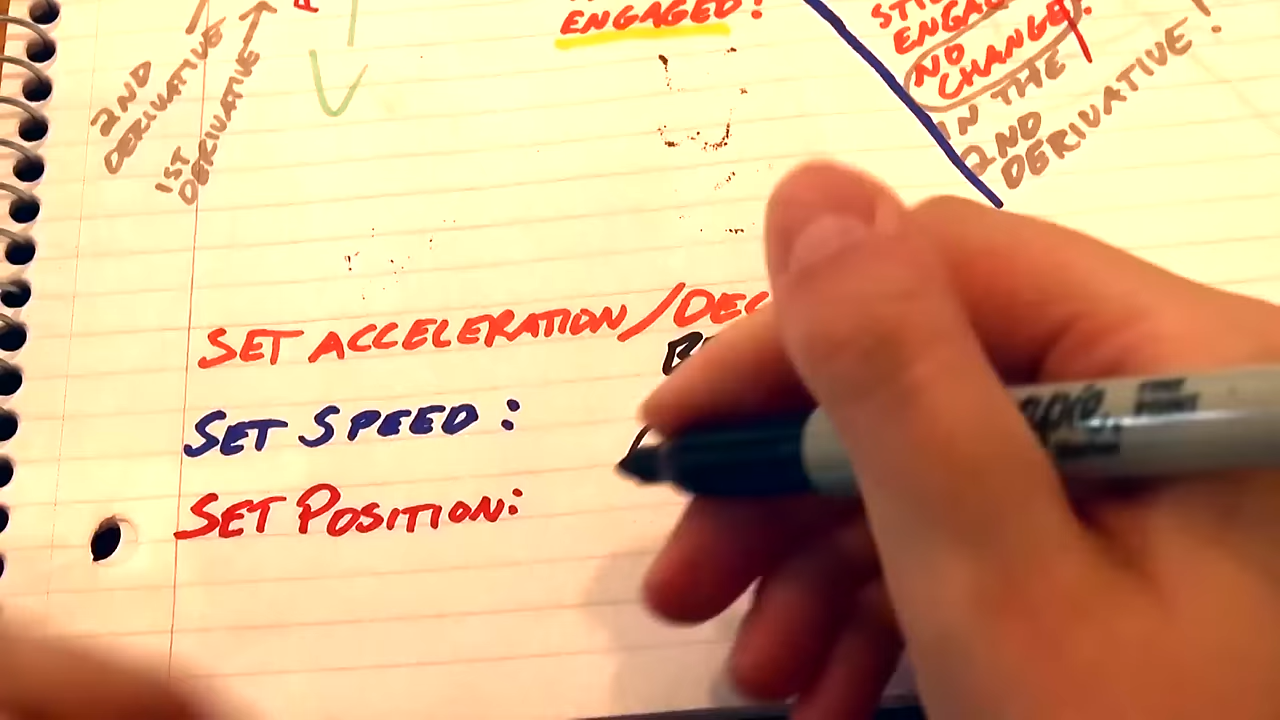 ENGAGED!
NO
CHANGE!
IN THE
2ND
DERIVATIVE!
2ND
DERIVATIVE
1ST
DERIVATIVE
SET ACCELERATION/DEC
SET SPEED:
SET POSITION: